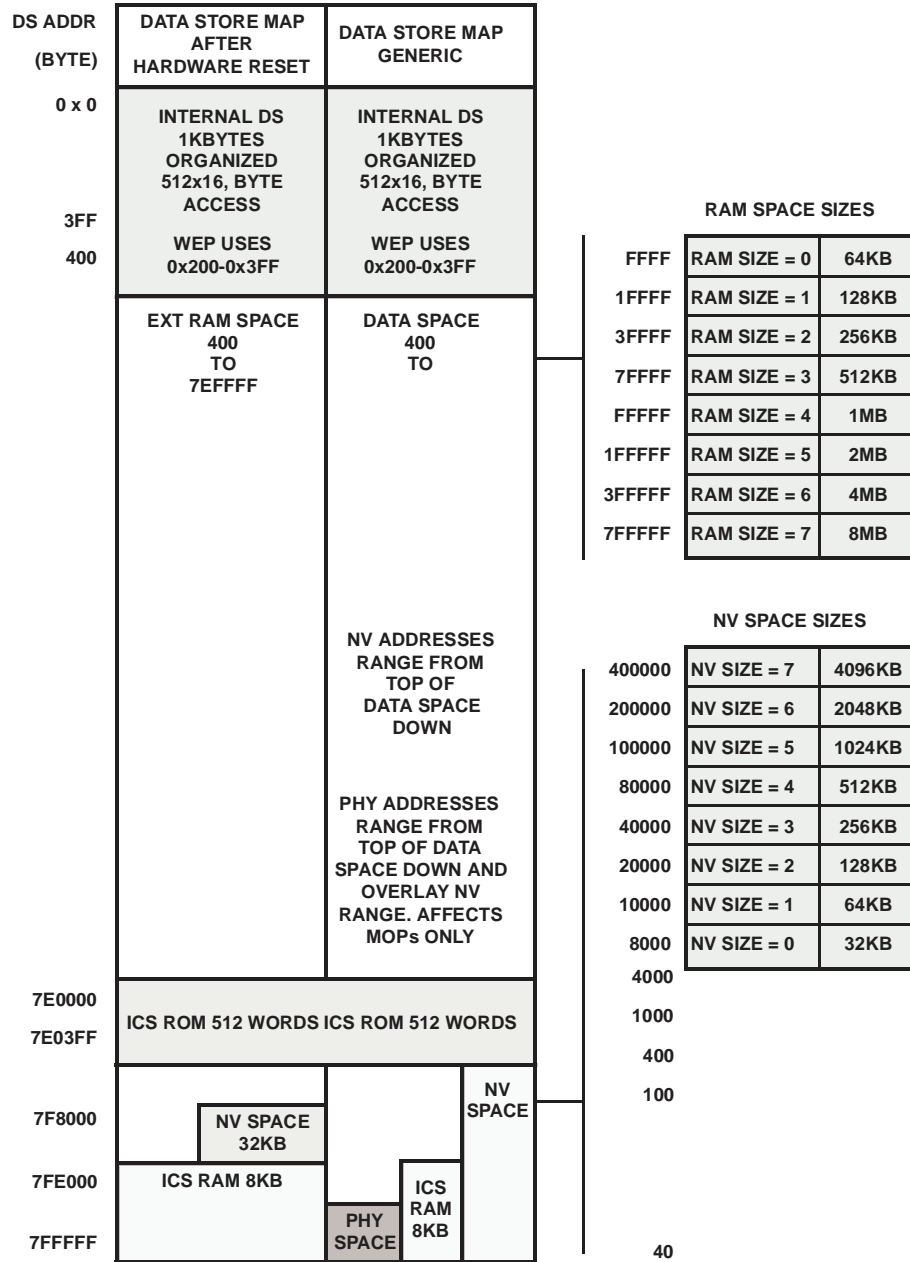 DS ADDR
(BYTE)
DATA STORE MAP
AFTER
HARDWARE RESET
DATA STORE MAP
GENERIC
0 x 0
3FF
400
INTERNAL DS
1KBYTES
ORGANIZED
512x16, BYTE
ACCESS
WEP USES
0x200-0x3FF
INTERNAL DS
1KBYTES
ORGANIZED
512x16, BYTE
ACCESS
WEP USES
0x200-0x3FF
EXT RAM SPACE
400
TO
7EFFFF
DATA SPACE
400
TO
NV ADDRESSES
RANGE FROM
TOP OF
DATA SPACE
DOWN
PHY ADDRESSES
RANGE FROM
TOP OF DATA
SPACE DOWN AND
OVERLAY NV
RANGE. AFFECTS
MOPs ONLY
7E0000
7E03FF
ICS ROM 512 WORDS ICS ROM 512 WORDS
7F8000
7FE000
7FFFFF
NV SPACE
32KB
ICS RAM 8KB
PHY
SPACE
ICS
RAM
8KB
NV
SPACE
RAM SPACE SIZES
FFFF RAM SIZE = 0 64KB
1FFFF RAM SIZE = 1 128KB
3FFFF RAM SIZE = 2 256KB
7FFFF RAM SIZE = 3 512KB
FFFFF RAM SIZE = 4 1MB
1FFFFF RAM SIZE = 5 2MB
3FFFFF RAM SIZE = 6 4MB
7FFFFF RAM SIZE = 7 8MB
NV SPACE SIZES
400000 NV SIZE = 7 4096KB
200000 NV SIZE = 6 2048KB
100000 NV SIZE = 5 1024KB
80000 NV SIZE = 4 512KB
40000 NV SIZE = 3 256KB
20000 NV SIZE = 2 128KB
10000 NV SIZE = 1 64KB
8000 NV SIZE = 0 32KB
4000
1000
400
100
40